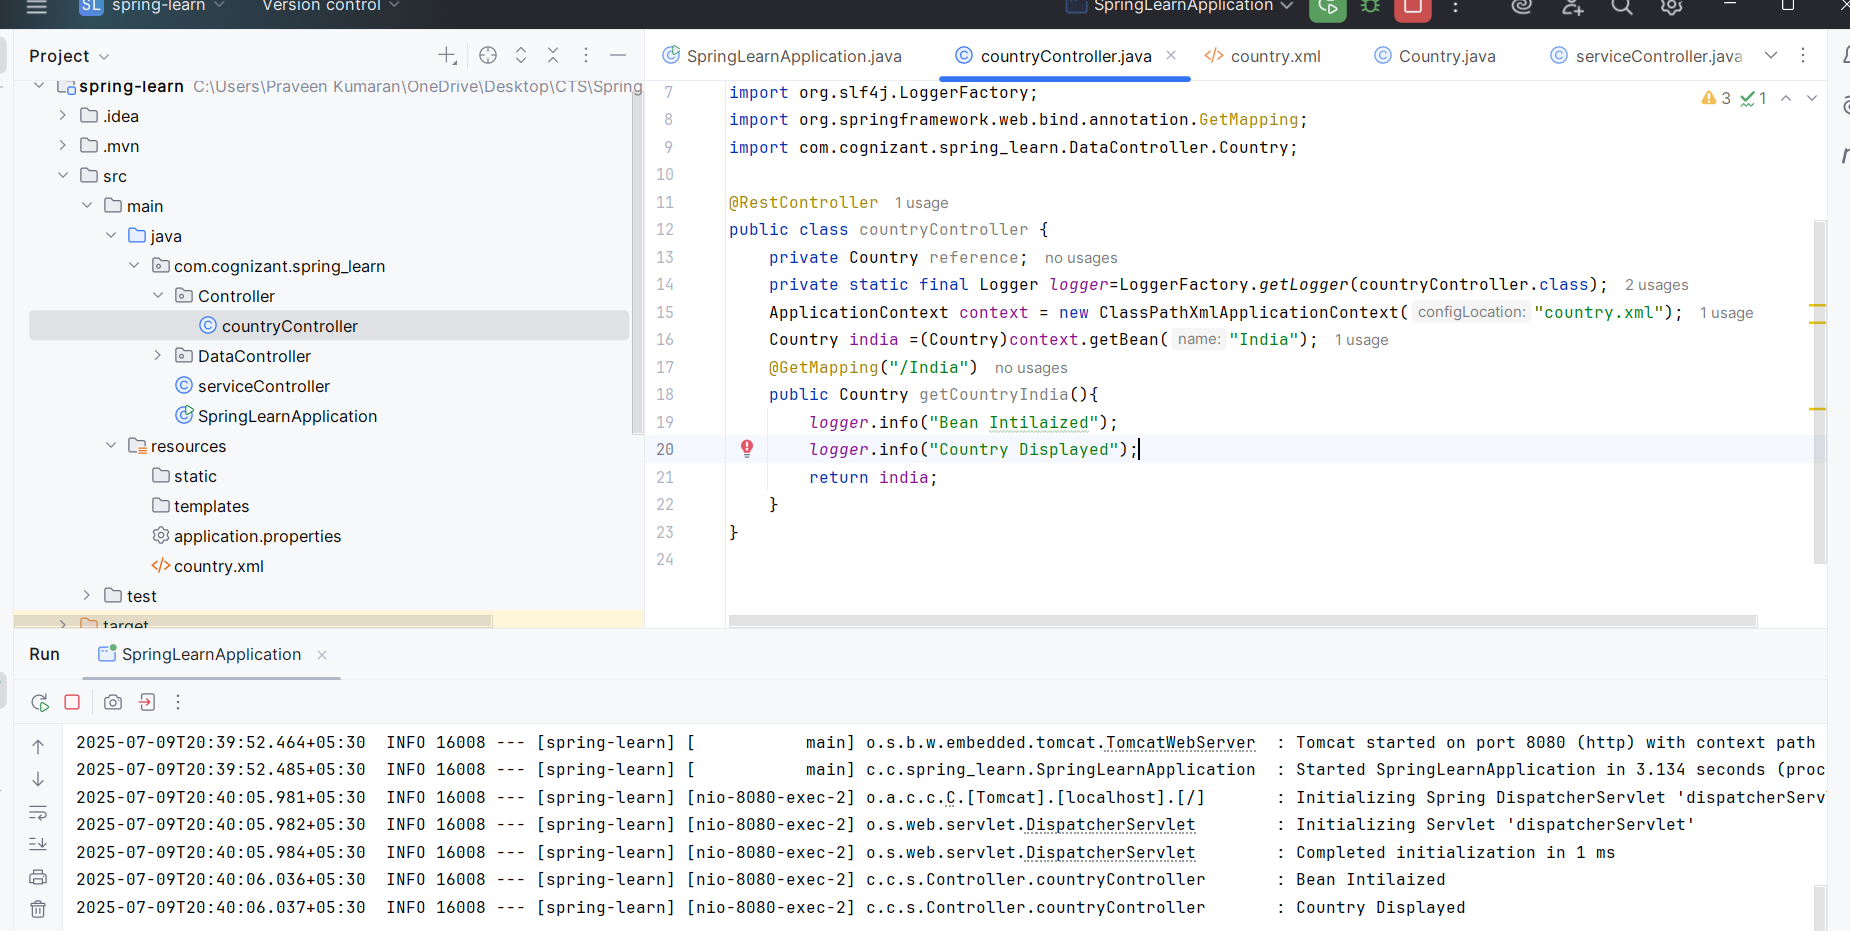 SL spring-learn Version control SpringLearnApplication
Project
SpringLearnApplication.java countryController.java country.xml Country.java serviceController.java
spring-learn C:\Users\Praveen Kumaran\OneDrive\Desktop\CTS\Spring
.idea
.mvn
src
main
java
com.cognizant.spring_learn
Controller
countryController
DataController
serviceController
SpringLearnApplication
resources
static
templates
application.properties
country.xml
test
target
3 1
7 import org.slf4j.LoggerFactory;
8 import org.springframework.web.bind.annotation.GetMapping;
9 import com.cognizant.spring_learn.DataController.Country;
10
11 @RestController 1 usage
12 public class countryController {
13 private Country reference; no usages
14 private static final Logger logger=LoggerFactory.getLogger(countryController.class); 2 usages
15 ApplicationContext context = new ClassPathXmlApplicationContext( configLocation: "country.xml"); 1 usage
16 Country india =(Country)context.getBean( name: "India"); 1 usage
17 @GetMapping("/India") no usages
18 public Country getCountryIndia(){
19 logger.info("Bean Intilaized");
20 logger.info("Country Displayed");
21 return india;
22 }
23 }
24
Run SpringLearnApplication
2025-07-09T20:39:52.464+05:30 INFO 16008 --- [spring-learn] [ main] o.s.b.w.embedded.tomcat.TomcatWebServer : Tomcat started on port 8080 (http) with context path
2025-07-09T20:39:52.485+05:30 INFO 16008 --- [spring-learn] [ main] c.c.spring_learn.SpringLearnApplication : Started SpringLearnApplication in 3.134 seconds (proc
2025-07-09T20:40:05.981+05:30 INFO 16008 --- [spring-learn] [nio-8080-exec-2] o.a.c.c.C.[Tomcat].[localhost].[/] : Initializing Spring DispatcherServlet 'dispatcherServ
2025-07-09T20:40:05.982+05:30 INFO 16008 --- [spring-learn] [nio-8080-exec-2] o.s.web.servlet.DispatcherServlet : Initializing Servlet 'dispatcherServlet'
2025-07-09T20:40:05.984+05:30 INFO 16008 --- [spring-learn] [nio-8080-exec-2] o.s.web.servlet.DispatcherServlet : Completed initialization in 1 ms
2025-07-09T20:40:06.036+05:30 INFO 16008 --- [spring-learn] [nio-8080-exec-2] c.c.s.Controller.countryController : Bean Intilaized
2025-07-09T20:40:06.037+05:30 INFO 16008 --- [spring-learn] [nio-8080-exec-2] c.c.s.Controller.countryController : Country Displayed